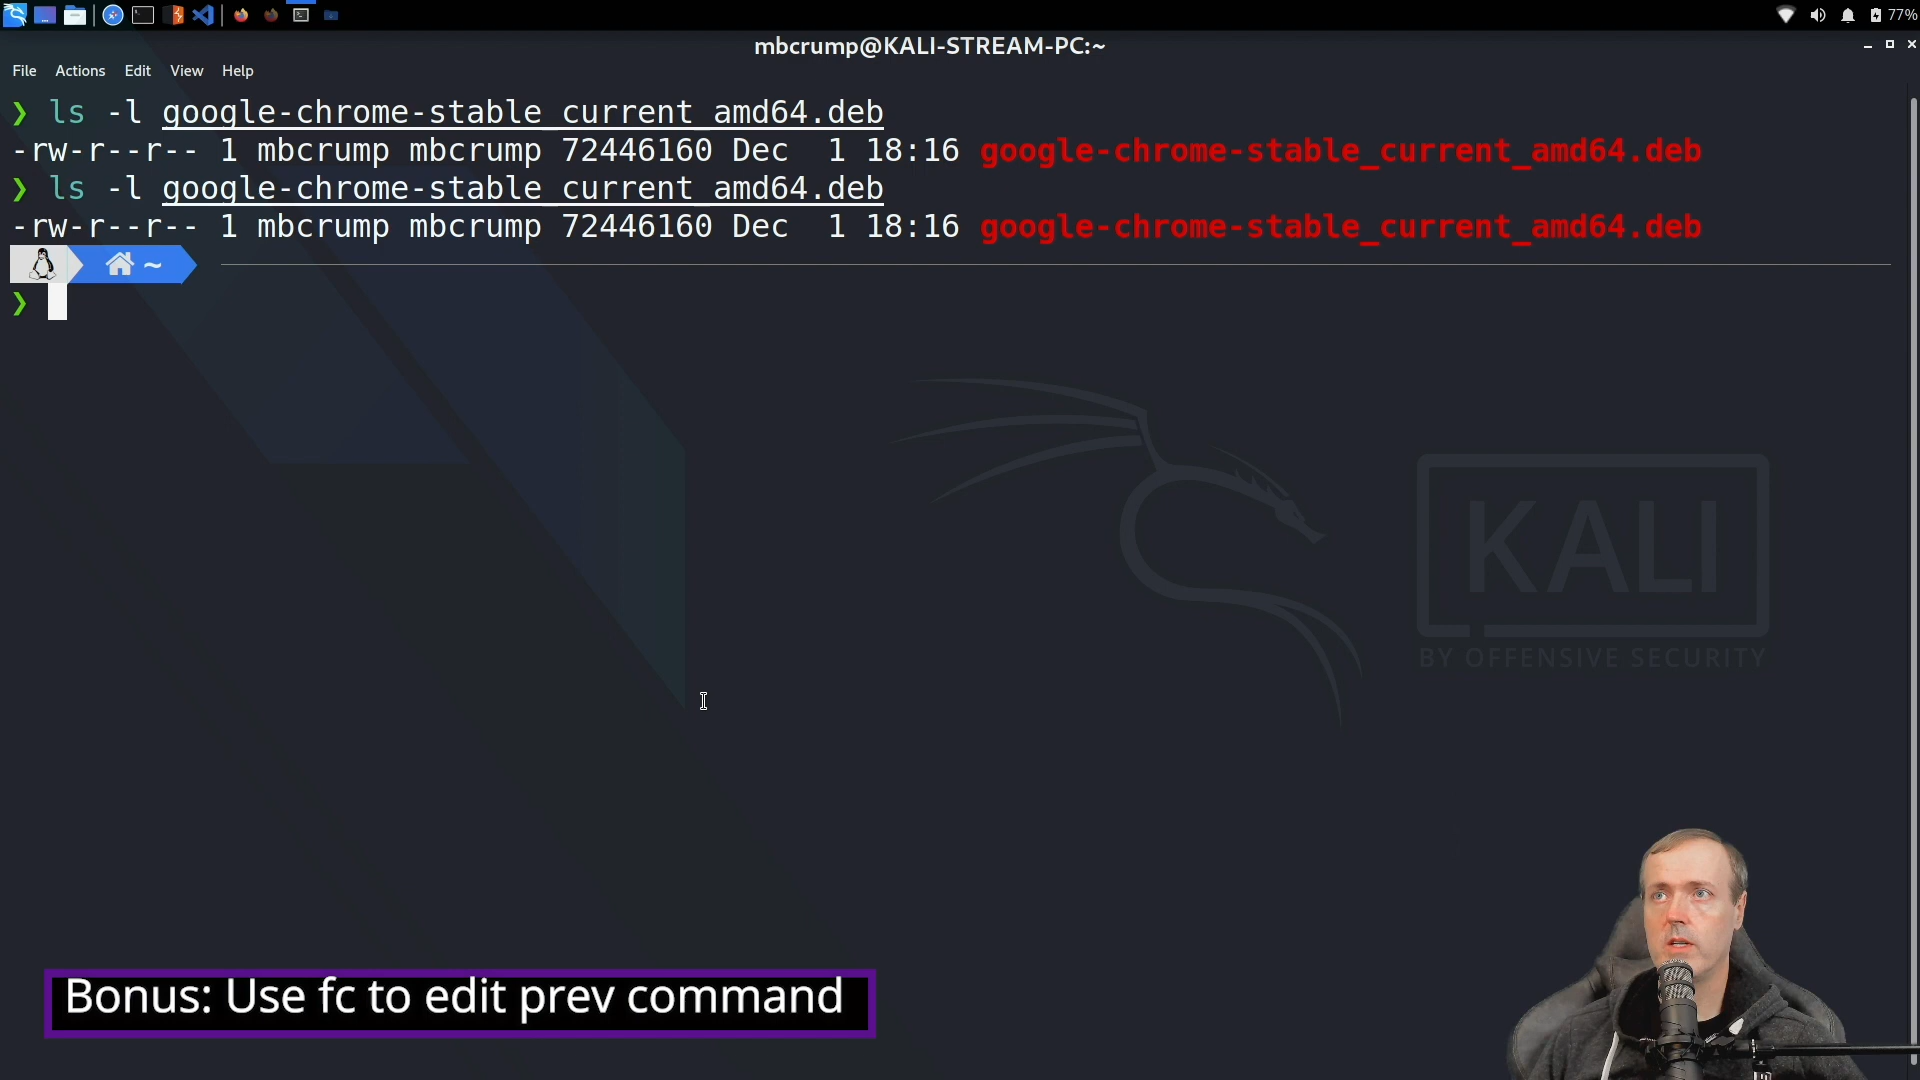 77%
mbcrump@KALI-STREAM-PC:~
File Actions Edit View Help
❯ ls -l google-chrome-stable_current_amd64.deb
-rw-r--r-- 1 mbcrump mbcrump 72446160 Dec  1 18:16 google-chrome-stable_current_amd64.deb
❯ ls -l google-chrome-stable_current_amd64.deb
-rw-r--r-- 1 mbcrump mbcrump 72446160 Dec  1 18:16 google-chrome-stable_current_amd64.deb
~
❯
KALI
BY OFFENSIVE SECURITY
Bonus: Use fc to edit prev command